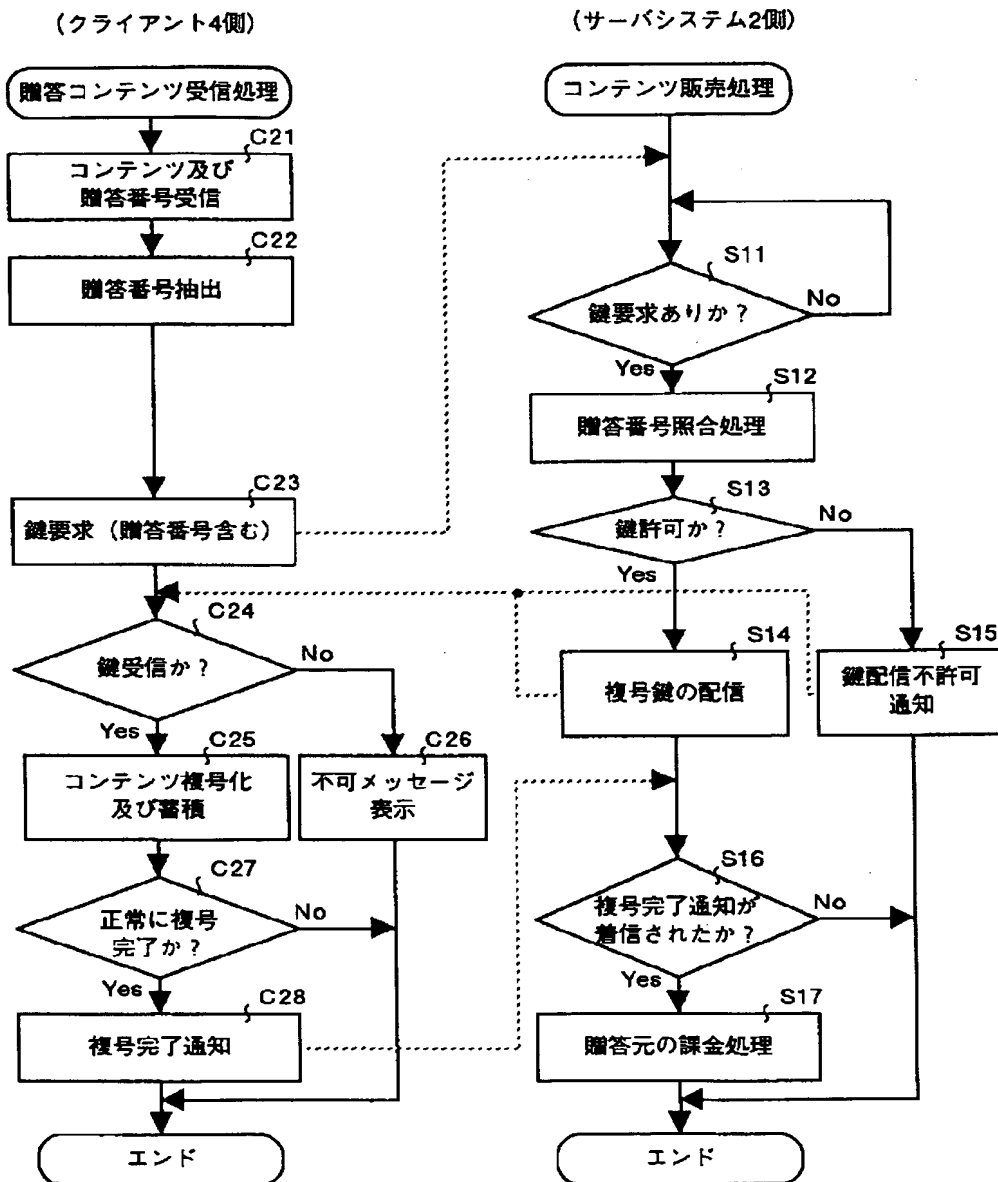 (クライアント4側)
贈答コンテンツ受信処理
C21
コンテンツ及び
贈答番号受信
C22
贈答番号抽出
C23
鍵要求(贈答番号含む)
C24
鍵受信か?
No
Yes
C25
コンテンツ複号化
及び蓄積
C26
不可メッセージ
表示
C27
正常に複号
完了か?
No
Yes
C28
複号完了通知
エンド
(サーバシステム2側)
コンテンツ販売処理
S11
鍵要求ありか?
No
Yes
S12
贈答番号照合処理
S13
鍵許可か?
No
Yes
S14
複号鍵の配信
S15
鍵配信不許可
通知
S16
複号完了通知が
着信されたか?
No
Yes
S17
贈答元の課金処理
エンド